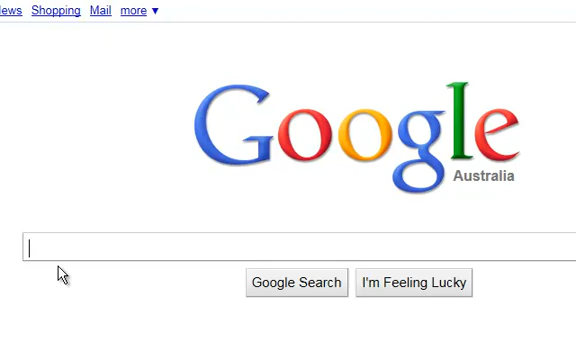 News Shopping Mail more ▼
Google
Australia
Google Search I'm Feeling Lucky